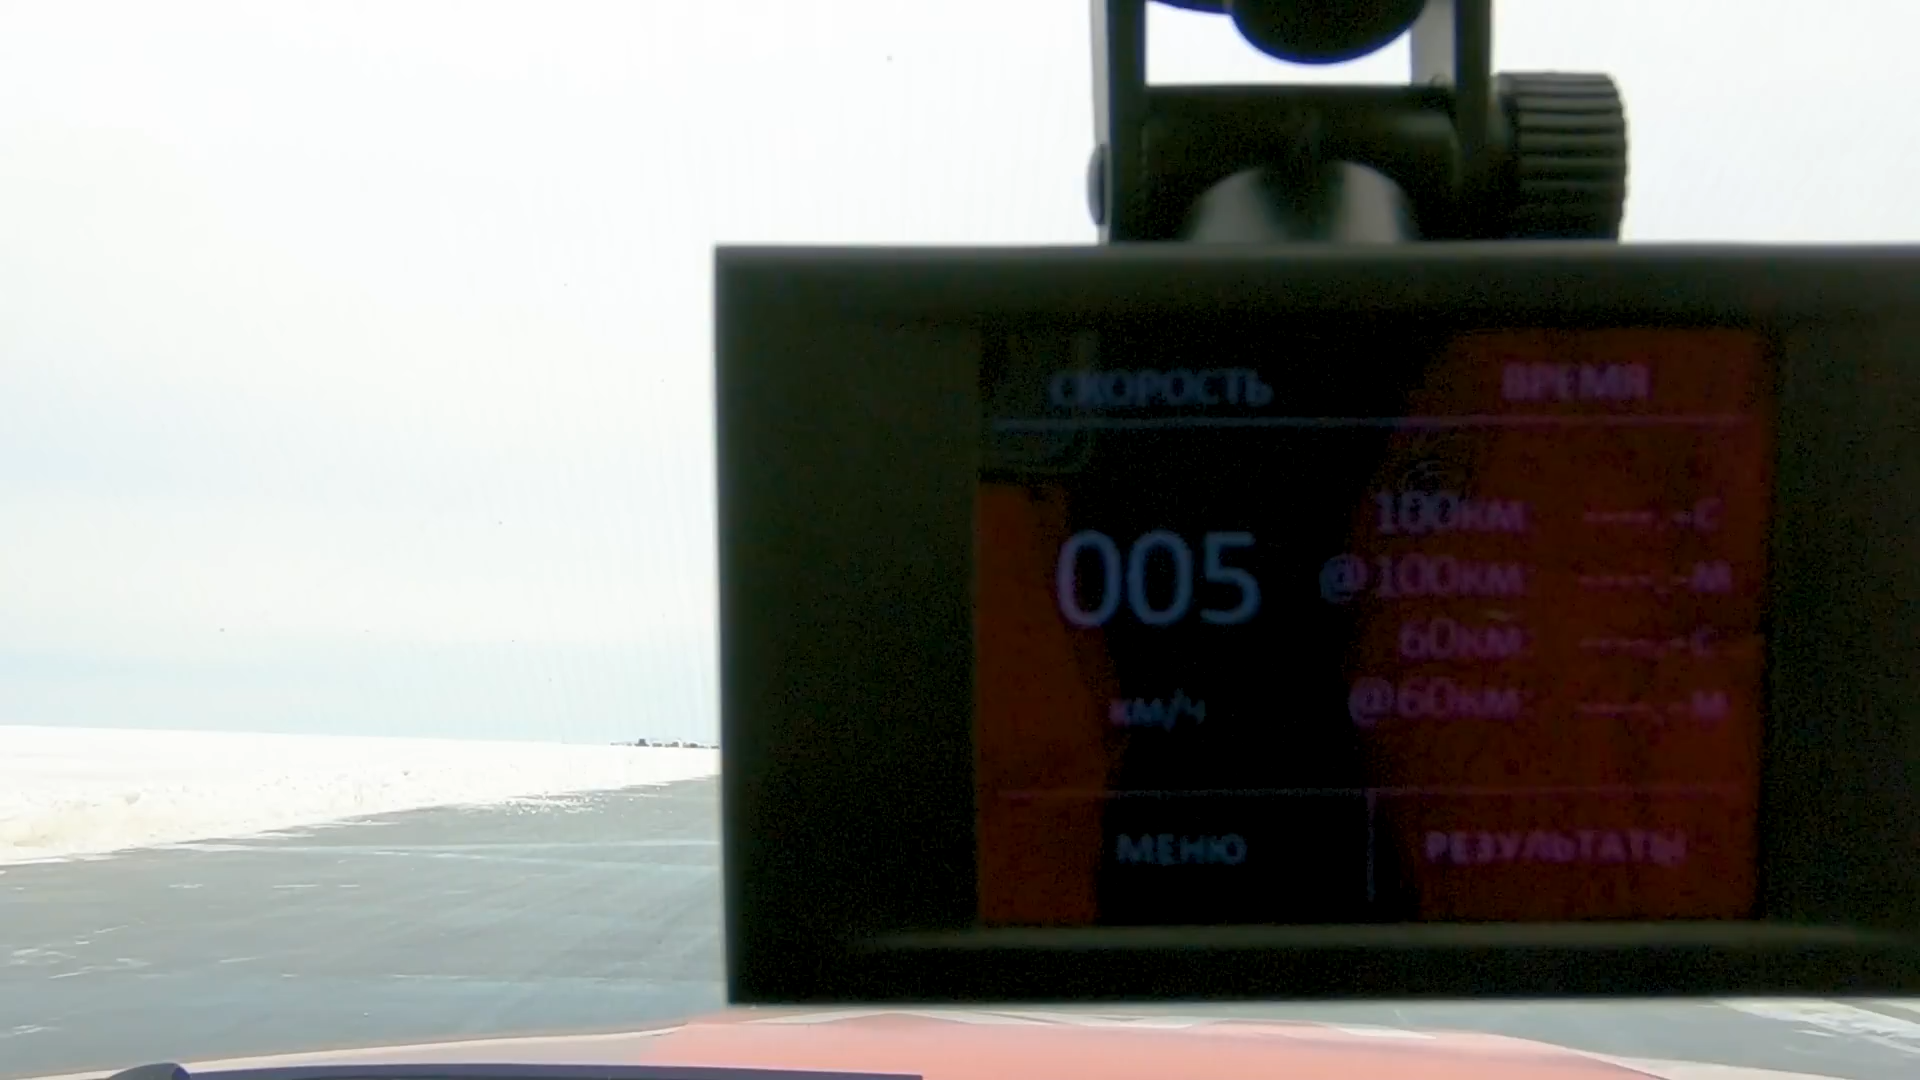 СКОРОСТЬ ВРЕМЯ
100км ----.-с
@100км ----.-м
005
60км ----.-с
км/ч
@60км ----.-м
МЕНЮ РЕЗУЛЬТАТЫ